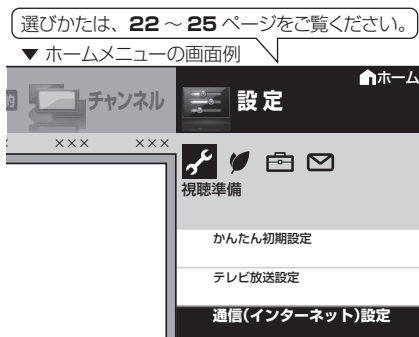 選びかたは、22 ～ 25 ページをご覧ください。
▼ ホームメニューの画面例
チャンネル
設定
ホーム
××× ×××
視聴準備
かんたん初期設定
テレビ放送設定
通信(インターネット)設定